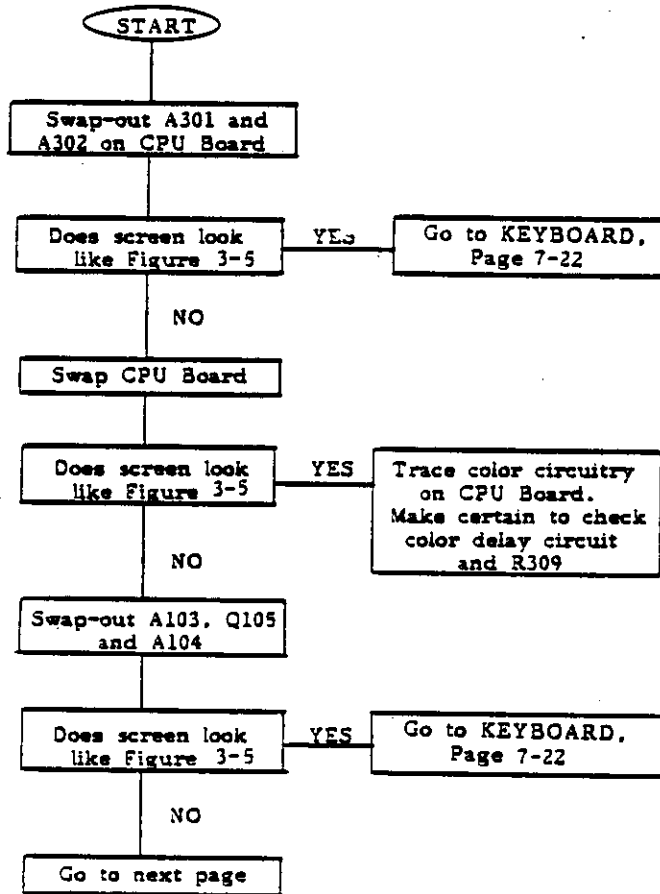 START
Swap-out A301 and
A302 on CPU Board
Does screen look
like Figure 3-5
YES
Go to KEYBOARD,
Page 7-22
NO
Swap CPU Board
Does screen look
like Figure 3-5
YES
Trace color circuitry
on CPU Board.
Make certain to check
color delay circuit
and R309
NO
Swap-out A103, Q105
and A104
Does screen look
like Figure 3-5
YES
Go to KEYBOARD,
Page 7-22
NO
Go to next page